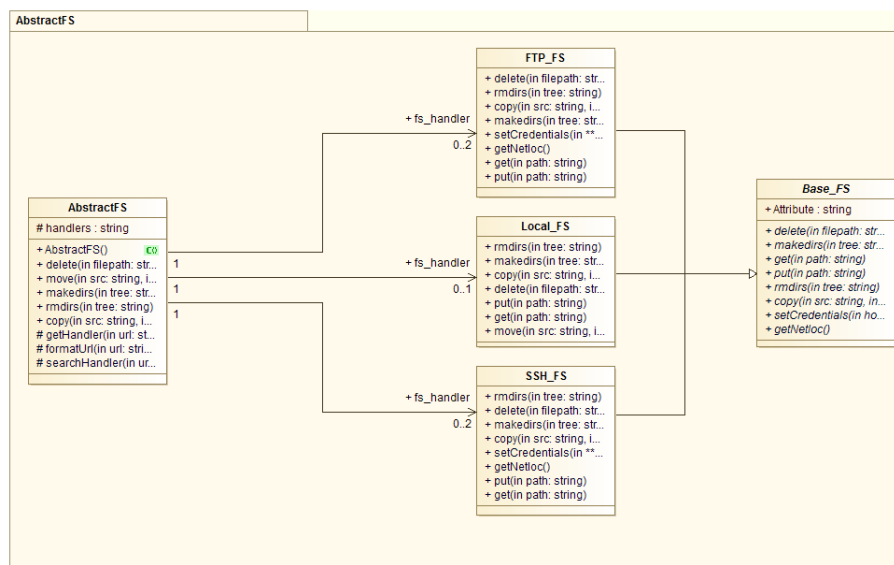 AbstractFS
FTP_FS
+ delete(in filepath: str...
+ rmdirs(in tree: string)
+ copy(in src: string, i...
+ makedirs(in tree: str...
+ setCredentials(in **...
+ getNetloc()
+ get(in path: string)
+ put(in path: string)
+ fs_handler
0..2
AbstractFS
# handlers : string
+ AbstractFS()
+ delete(in filepath: str...
+ move(in src: string, i...
+ makedirs(in tree: str...
+ rmdirs(in tree: string)
+ copy(in src: string, i...
# getHandler(in url: st...
# formatUrl(in url: stri...
# searchHandler(in ur...
1
1
1
Local_FS
+ rmdirs(in tree: string)
+ makedirs(in tree: str...
+ copy(in src: string, i...
+ delete(in filepath: str...
+ put(in path: string)
+ get(in path: string)
+ move(in src: string, i...
+ fs_handler
0..1
Base_FS
+ Attribute : string
+ delete(in filepath: str...
+ makedirs(in tree: str...
+ get(in path: string)
+ put(in path: string)
+ rmdirs(in tree: string)
+ copy(in src: string, in...
+ setCredentials(in ho...
+ getNetloc()
SSH_FS
+ rmdirs(in tree: string)
+ delete(in filepath: str...
+ makedirs(in tree: str...
+ copy(in src: string, i...
+ setCredentials(in **...
+ getNetloc()
+ put(in path: string)
+ get(in path: string)
+ fs_handler
0..2